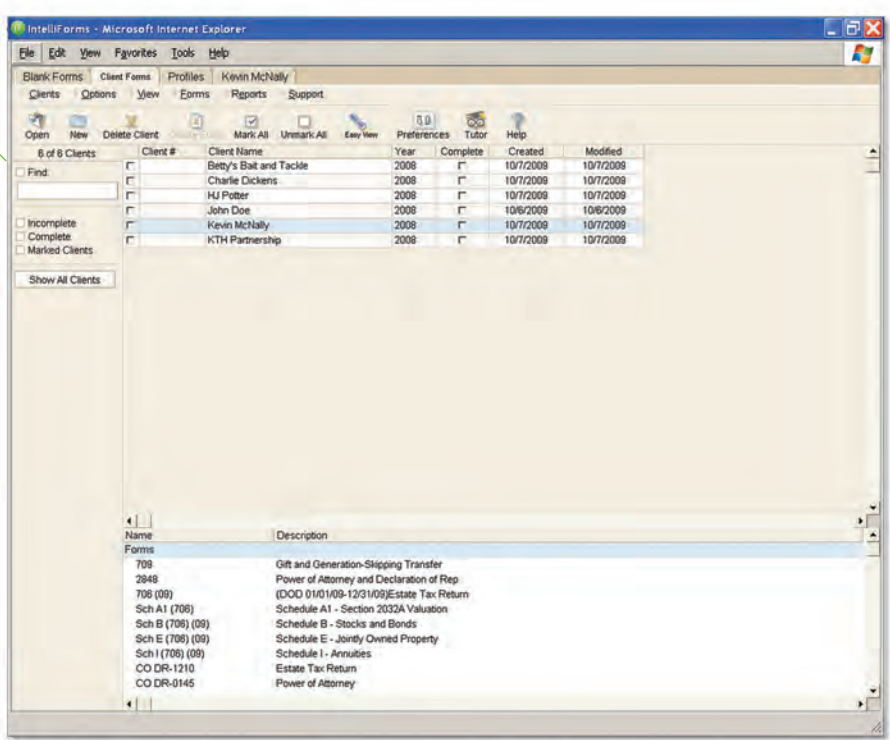 IntelliForms - Microsoft Internet Explorer
File Edit View Favorites Tools Help
Blank Forms Client Forms Profiles Kevin McNally
Clients Options View Forms Reports Support
Open New Delete Client Mark All Unmark All Easy View Preferences Tutor Help
6 of 6 Clients Client # Client Name Year Complete Created Modified
Find:
Betty's Bait and Tackle 2008 10/7/2009 10/7/2009
Charlie Dickens 2008 10/7/2009 10/7/2009
HJ Potter 2008 10/7/2009 10/7/2009
John Doe 2008 10/6/2009 10/6/2009
Incomplete Kevin McNally 2008 10/7/2009 10/7/2009
Complete KTH Partnership 2008 10/7/2009 10/7/2009
Marked Clients
Show All Clients
Name Description
Forms
709 Gift and Generation-Skipping Transfer
2848 Power of Attorney and Declaration of Rep
706 (09) (DOD 01/01/09-12/31/09)Estate Tax Return
Sch A1 (706) Schedule A1 - Section 2032A Valuation
Sch B (706) (09) Schedule B - Stocks and Bonds
Sch E (706) (09) Schedule E - Jointly Owned Property
Sch I (706) (09) Schedule I - Annuities
CO DR-1210 Estate Tax Return
CO DR-0145 Power of Attorney